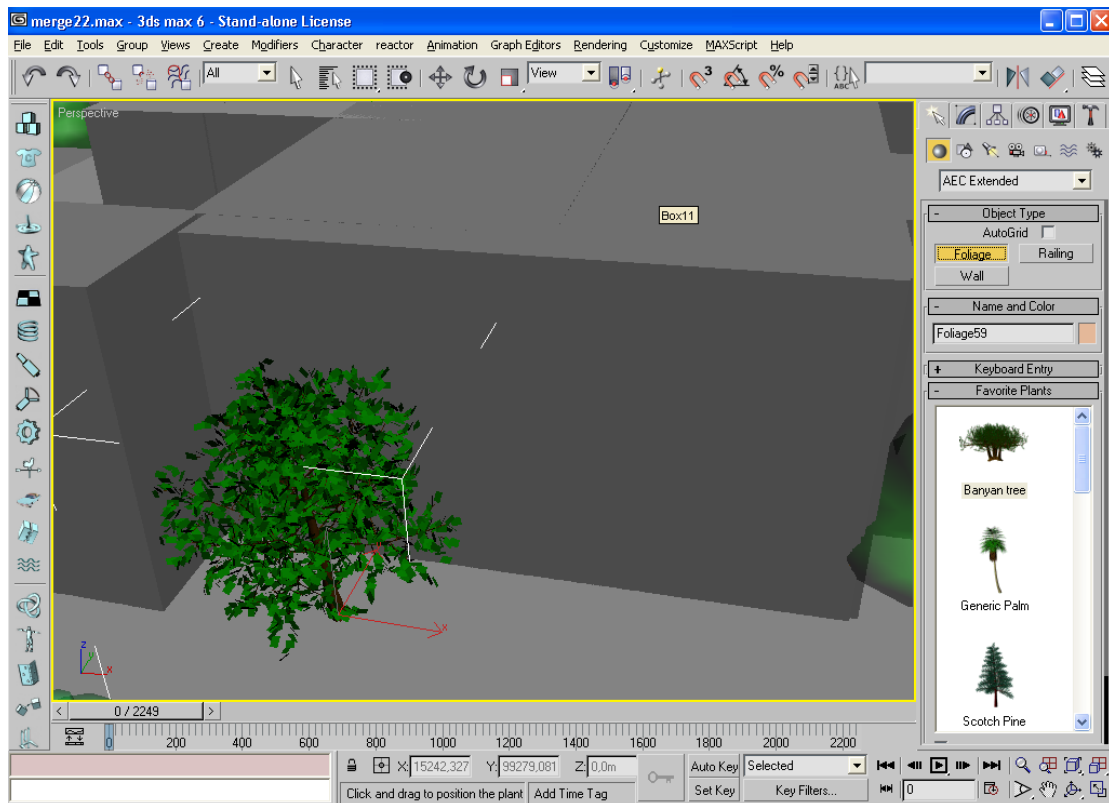 merge22.max - 3ds max 6 - Stand-alone License
File Edit Tools Group Views Create Modifiers Character reactor Animation Graph Editors Rendering Customize MAXScript Help
All
View
3
%
{}
ABC
Perspective
Box11
AEC Extended
- Object Type
AutoGrid
Foliage Railing
Wall
- Name and Color
Foliage59
+ Keyboard Entry
- Favorite Plants
Banyan tree
Generic Palm
Scotch Pine
x
z
y
x
< 0 / 2249 >
0 200 400 600 800 1000 1200 1400 1600 1800 2000 2200
X: 15242,327 Y: 99279,081 Z: 0,0m
Auto Key Selected
Click and drag to position the plant Add Time Tag
Set Key Key Filters...
0